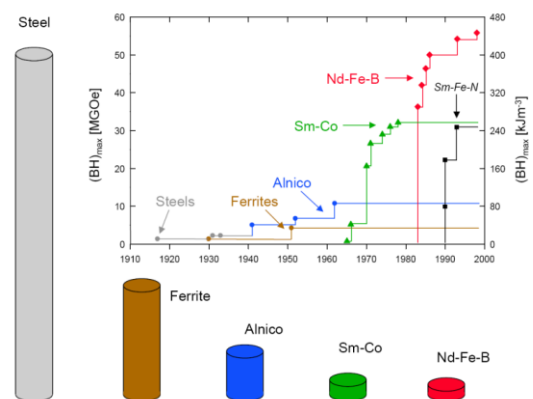 Steel
60
50
40
30
20
10
0
(BH)max [MGOe]
480
400
320
240
160
80
0
(BH)max [kJm-3]
Nd-Fe-B
Sm-Fe-N
Sm-Co
Alnico
Steels
Ferrites
1910 1920 1930 1940 1950 1960 1970 1980 1990 2000
Ferrite
Alnico
Sm-Co
Nd-Fe-B